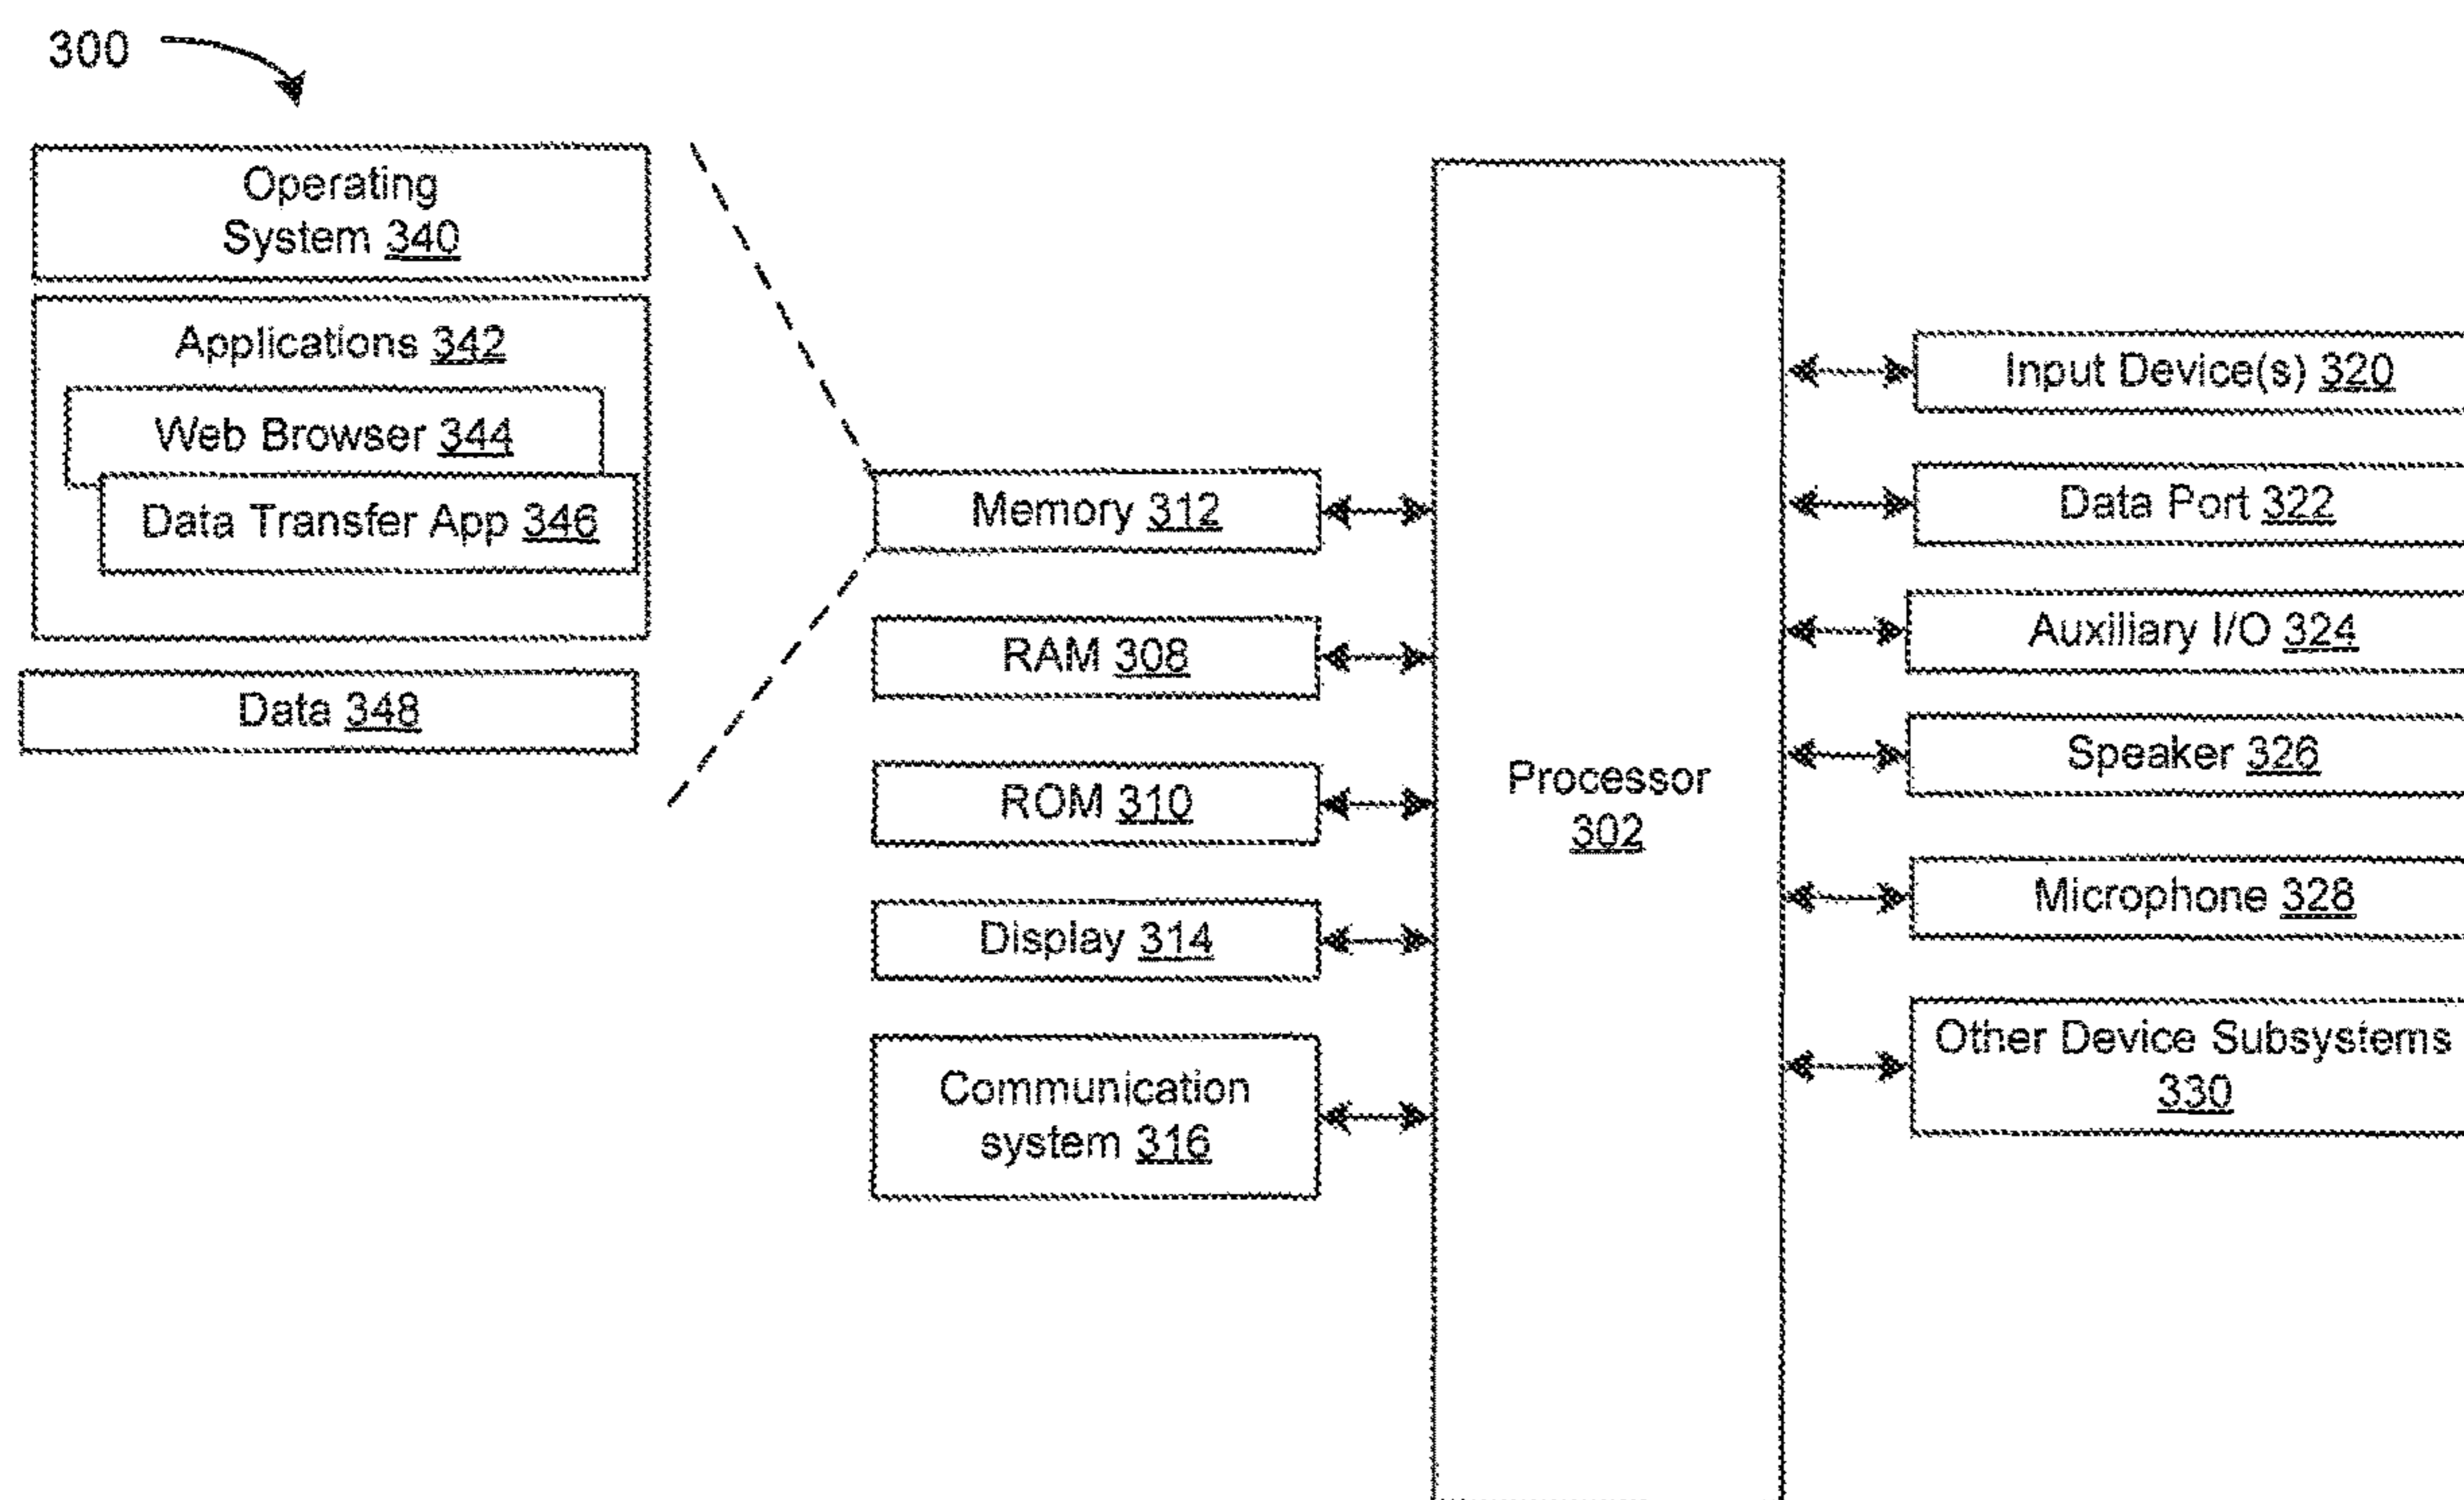 300
Operating
System 340
Applications 342
Web Browser 344
Data Transfer App 346
Data 348
Memory 312
RAM 308
ROM 310
Display 314
Communication
system 316
Processor
302
Input Device(s) 320
Data Port 322
Auxiliary I/O 324
Speaker 326
Microphone 328
Other Device Subsystems
330